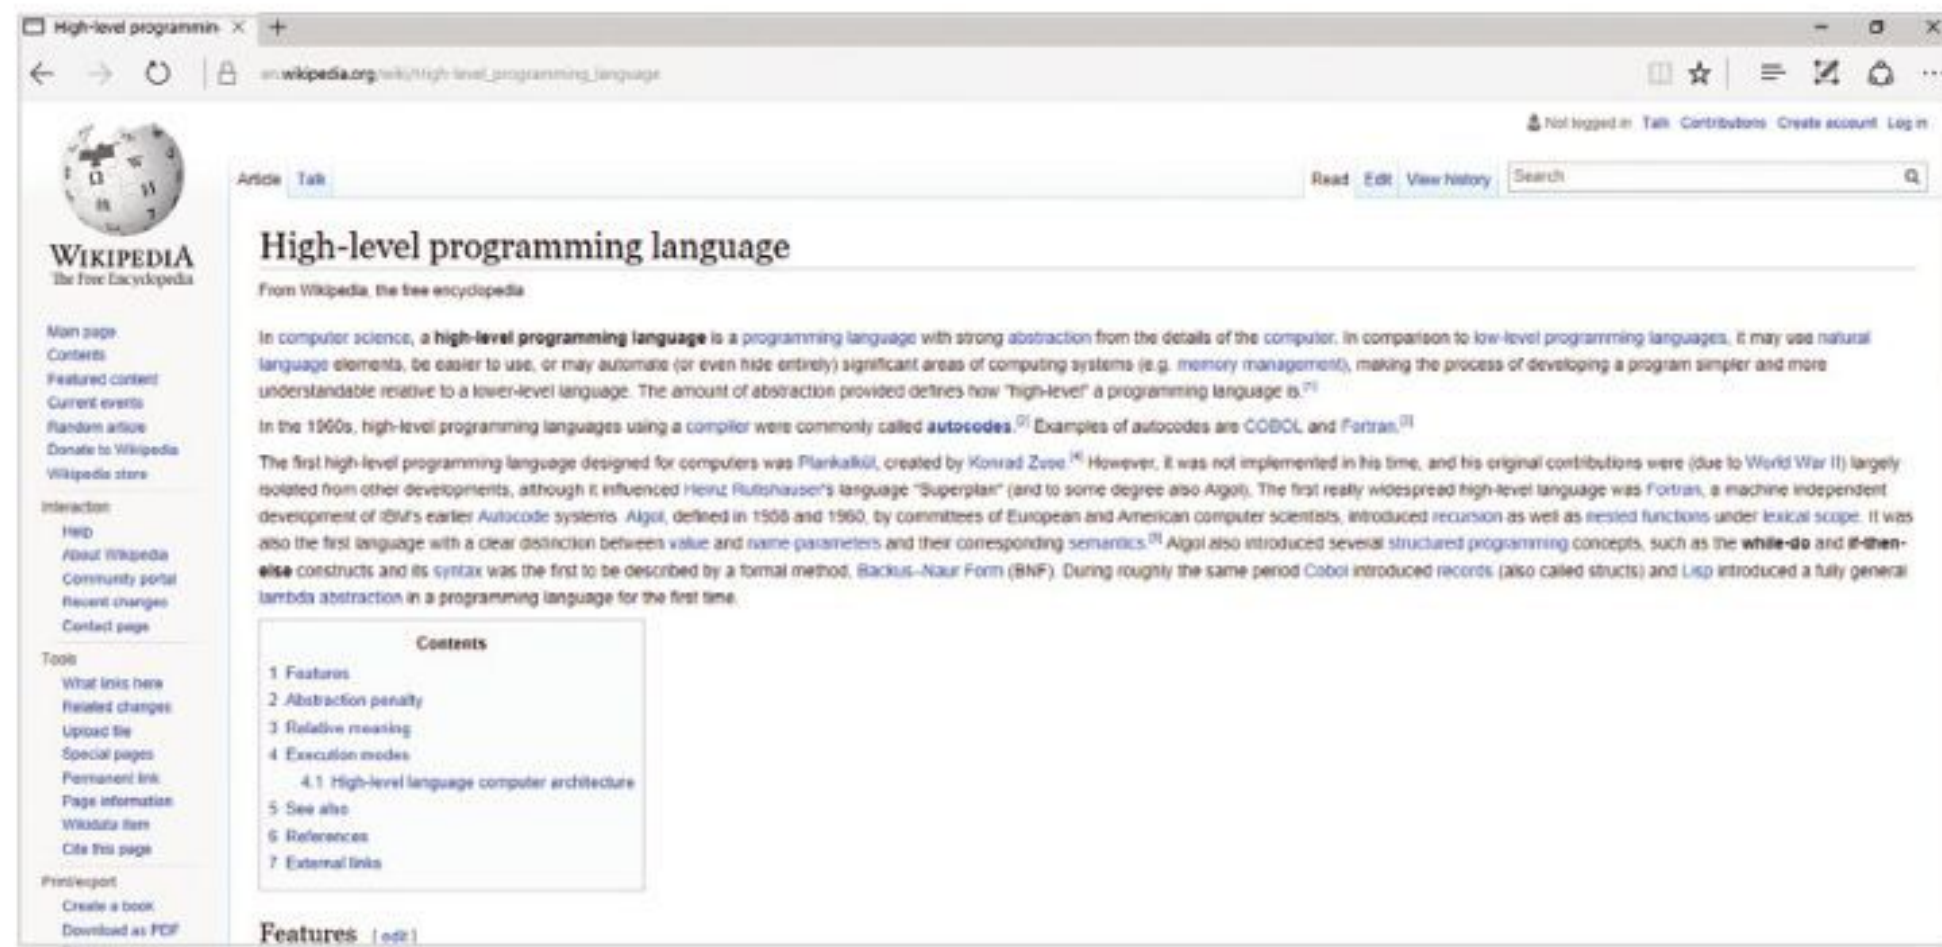 High-level programmin
en.wikipedia.org/wiki/High-level_programming_language
Not logged in Talk Contributions Create account Log in
Article Talk
Read Edit View history Search
WIKIPEDIA
The Free Encyclopedia
High-level programming language
From Wikipedia, the free encyclopedia
Main page
Contents
Featured content
Current events
Random article
Donate to Wikipedia
Wikipedia store
Interaction
Help
About Wikipedia
Community portal
Recent changes
Contact page
Tools
What links here
Related changes
Upload file
Special pages
Permanent link
Page information
Wikidata item
Cite this page
Print/export
Create a book
Download as PDF
In computer science, a high-level programming language is a programming language with strong abstraction from the details of the computer. In comparison to low-level programming languages, it may use natural
language elements, be easier to use, or may automate (or even hide entirely) significant areas of computing systems (e.g. memory management), making the process of developing a program simpler and more
understandable relative to a lower-level language. The amount of abstraction provided defines how "high-level" a programming language is.[1]
In the 1960s, high-level programming languages using a compiler were commonly called autocodes.[2] Examples of autocodes are COBOL and Fortran.[3]
The first high-level programming language designed for computers was Plankalkül, created by Konrad Zuse.[4] However, it was not implemented in his time, and his original contributions were (due to World War II) largely
isolated from other developments, although it influenced Heinz Rutishauser's language "Superplan" (and to some degree also Algol). The first really widespread high-level language was Fortran, a machine independent
development of IBM's earlier Autocode systems. Algol, defined in 1958 and 1960, by committees of European and American computer scientists, introduced recursion as well as nested functions under lexical scope. It was
also the first language with a clear distinction between value and name-parameters and their corresponding semantics.[5] Algol also introduced several structured programming concepts, such as the while-do and if-then-
else constructs and its syntax was the first to be described by a formal method, Backus–Naur Form (BNF). During roughly the same period Cobol introduced records (also called structs) and Lisp introduced a fully general
lambda abstraction in a programming language for the first time.
Contents
1 Features
2 Abstraction penalty
3 Relative meaning
4 Execution modes
4.1 High-level language computer architecture
5 See also
6 References
7 External links
Features [edit]